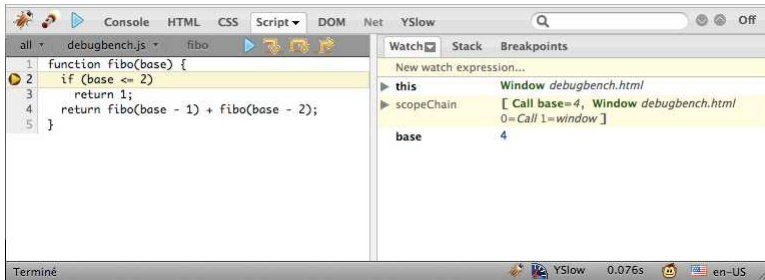 Console HTML CSS Script DOM Net YSlow Off
all debugbench.js fibo
1 function fibo(base) {
2 if (base <= 2)
3 return 1;
4 return fibo(base - 1) + fibo(base - 2);
5 }
Watch Stack Breakpoints
New watch expression...
this Window debugbench.html
scopeChain [ Call base=4, Window debugbench.html
0=Call 1=window ]
base 4
Terminé YSlow 0.076s en-US